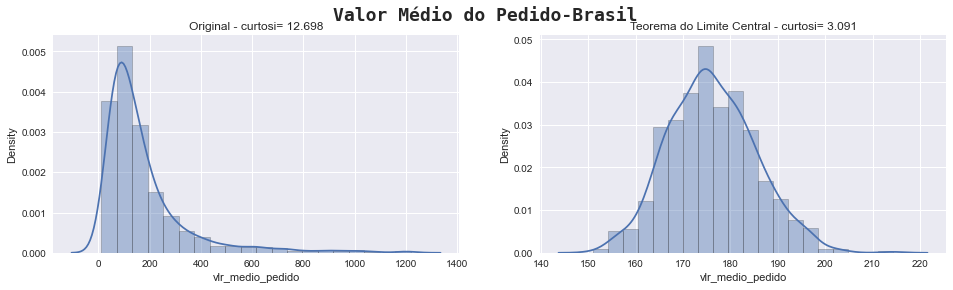 Valor Médio do Pedido-Brasil
Original - curtosi= 12.698
0.005
0.004
0.003
0.002
0.001
0.000
Density
0 200 400 600 800 1000 1200 1400
vlr_medio_pedido
Teorema do Limite Central - curtosi= 3.091
0.05
0.04
0.03
0.02
0.01
0.00
Density
140 150 160 170 180 190 200 210 220
vlr_medio_pedido